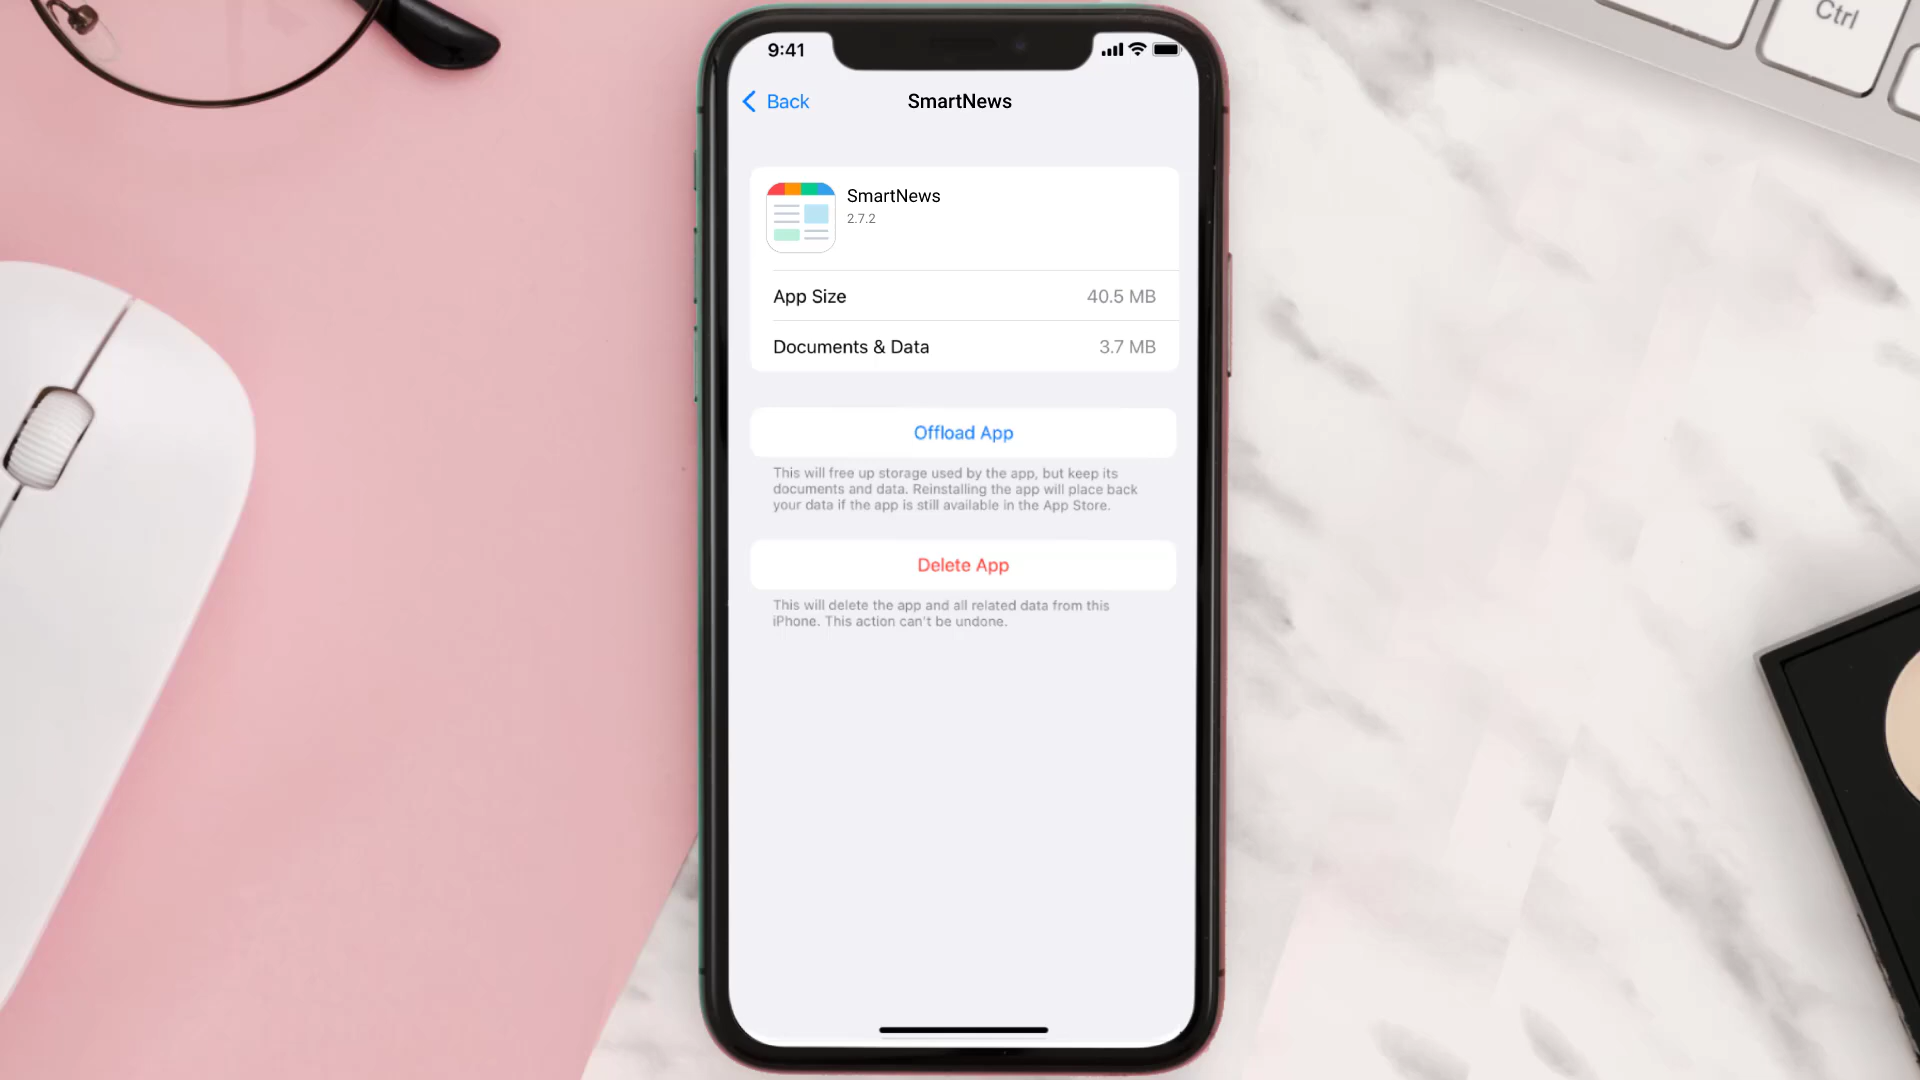 Ctrl
9:41
Back
SmartNews
SmartNews
2.7.2
App Size 40.5 MB
Documents & Data 3.7 MB
Offload App
This will free up storage used by the app, but keep its
documents and data. Reinstalling the app will place back
your data if the app is still available in the App Store.
Delete App
This will delete the app and all related data from this
iPhone. This action can't be undone.